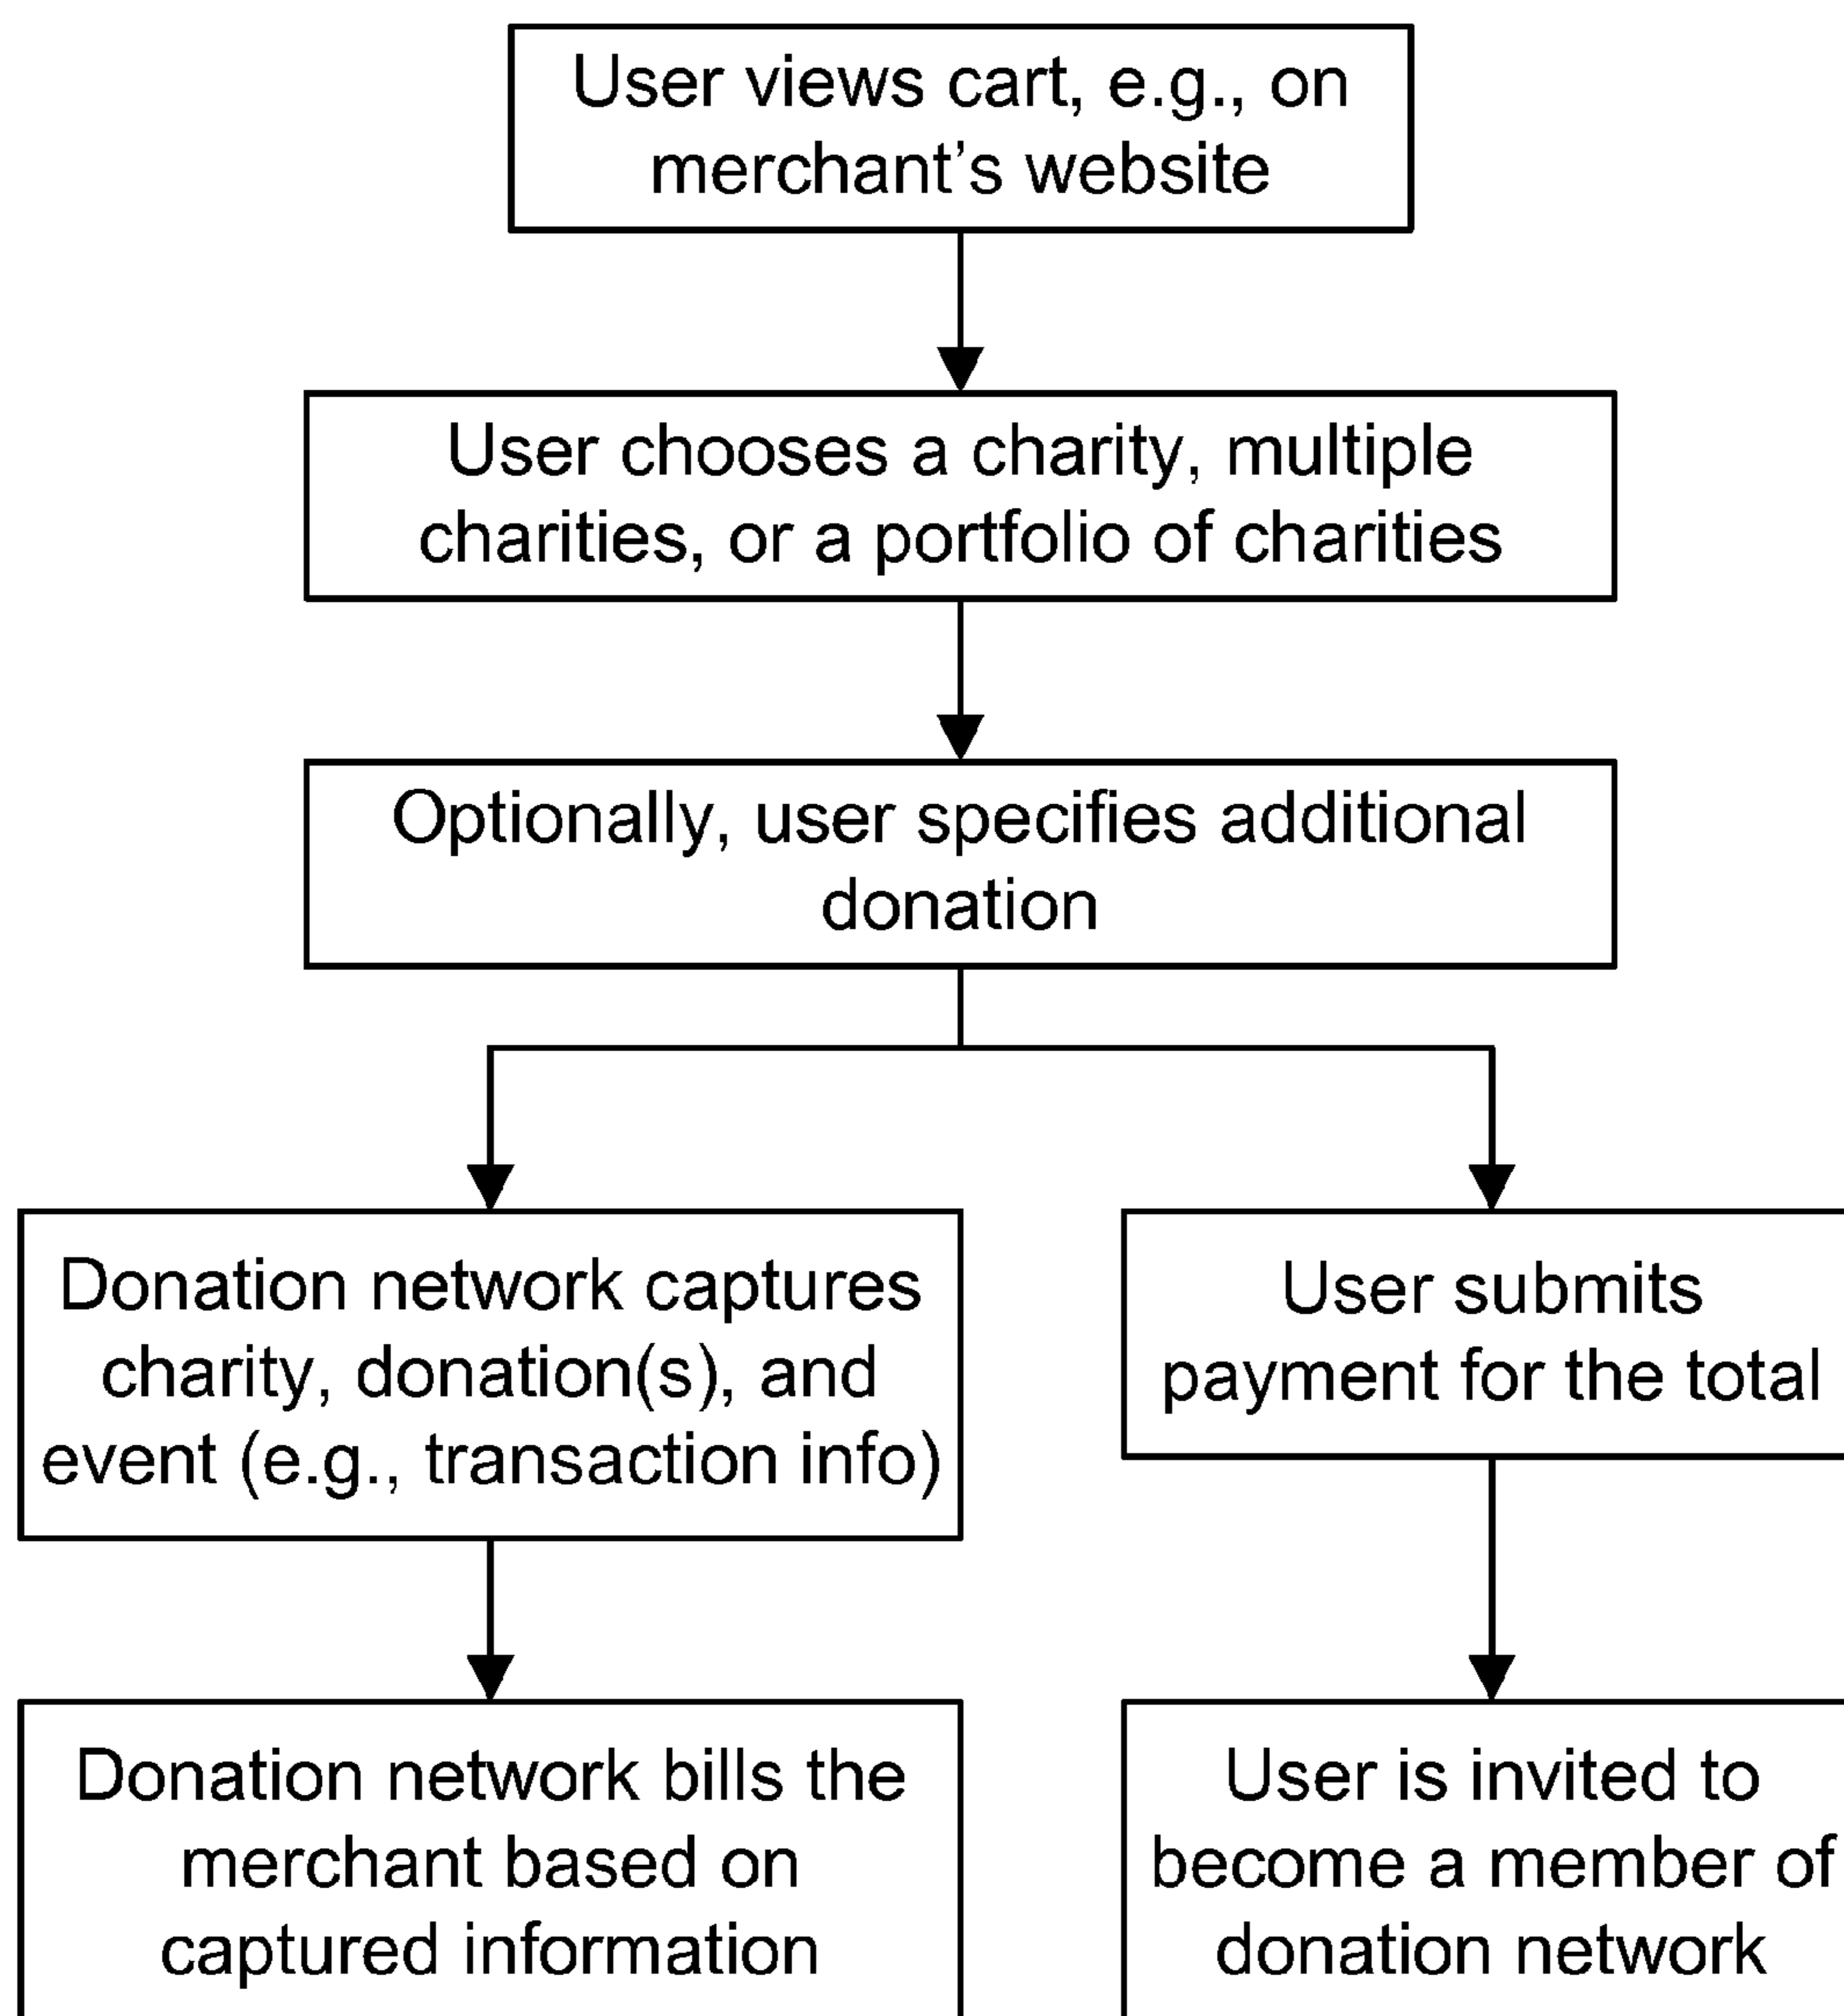 User views cart, e.g., on
merchant’s website
User chooses a charity, multiple
charities, or a portfolio of charities
Optionally, user specifies additional
donation
Donation network captures
charity, donation(s), and
event (e.g., transaction info)
User submits
payment for the total
Donation network bills the
merchant based on
captured information
User is invited to
become a member of
donation network